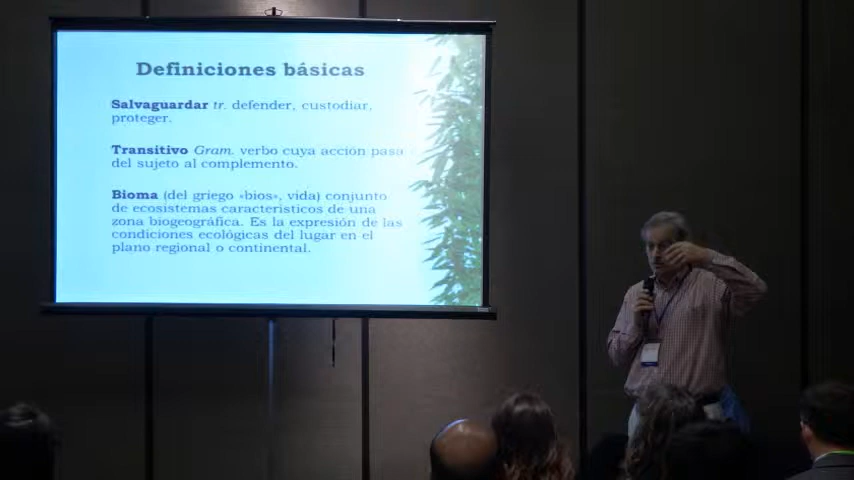 Definiciones básicas
Salvaguardar tr. defender, custodiar,
proteger.
Transitivo Gram. verbo cuya acción pasa
del sujeto al complemento.
Bioma (del griego «bios», vida) conjunto
de ecosistemas característicos de una
zona biogeográfica. Es la expresión de las
condiciones ecológicas del lugar en el
plano regional o continental.